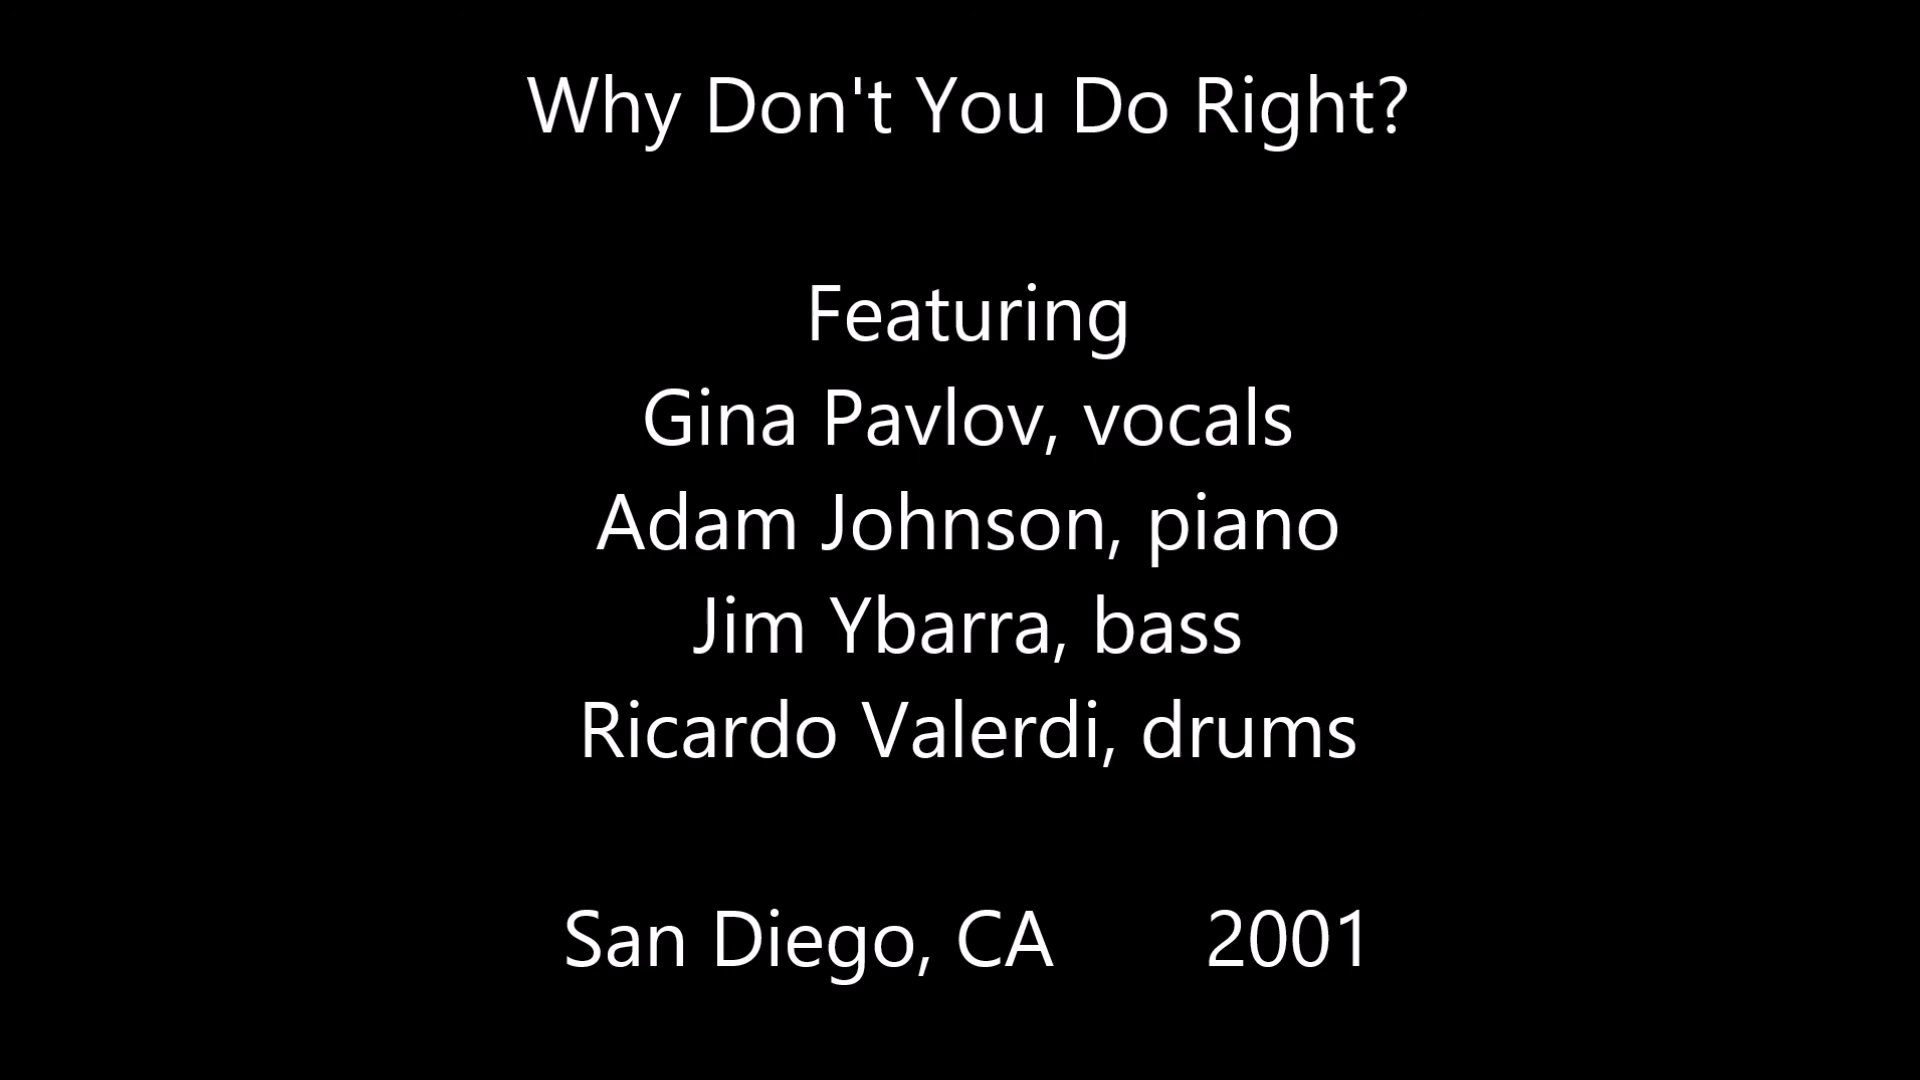 Why Don't You Do Right?
Featuring
Gina Pavlov, vocals
Adam Johnson, piano
Jim Ybarra, bass
Ricardo Valerdi, drums
San Diego, CA 2001